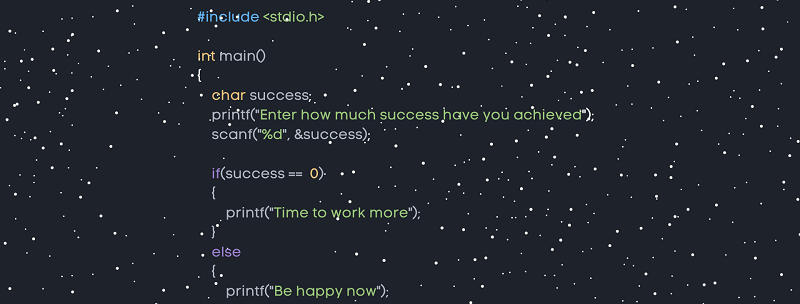 #include <stdio.h>
int main()
{
char success;
printf("Enter how much success have you achieved");
scanf("%d", &success);
if(success == 0)
{
printf("Time to work more");
}
else
{
printf("Be happy now");